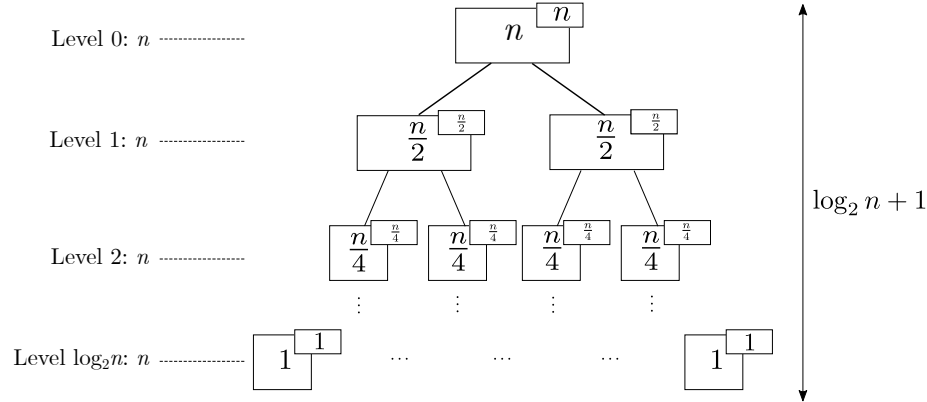 Level 0: n
n
n
Level 1: n
n/2
n/2
n/2
n/2
log₂ n + 1
Level 2: n
n/4
n/4
n/4
n/4
n/4
n/4
n/4
n/4
⋮ ⋮ ⋮ ⋮
Level log₂n: n
1
1
... ... ...
1
1